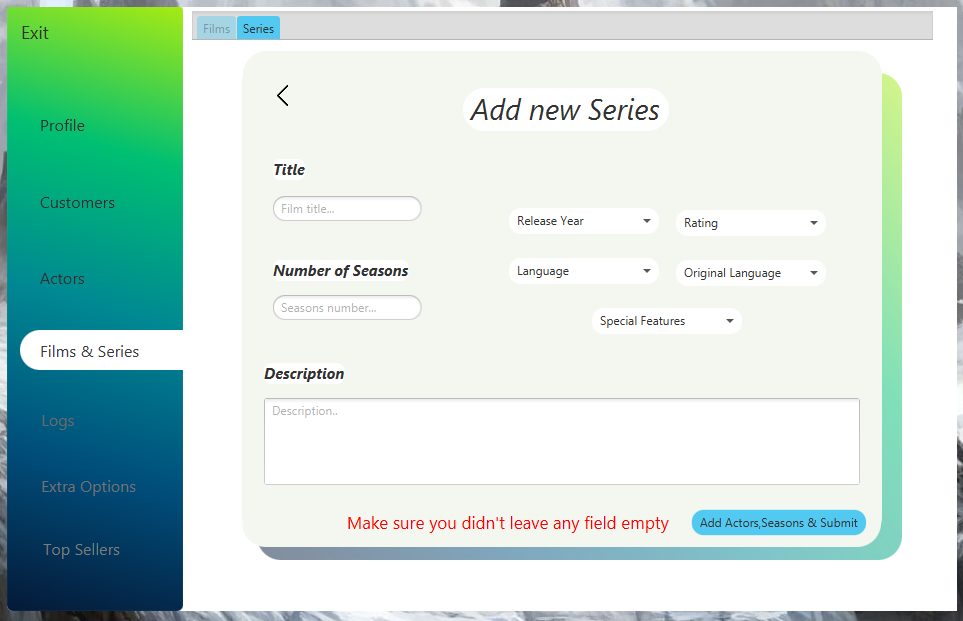 Exit
Profile
Customers
Actors
Films & Series
Logs
Extra Options
Top Sellers
Films
Series
Add new Series
Title
Film title...
Number of Seasons
Seasons number...
Release Year
Rating
Language
Original Language
Special Features
Description
Description..
Make sure you didn't leave any field empty
Add Actors,Seasons & Submit